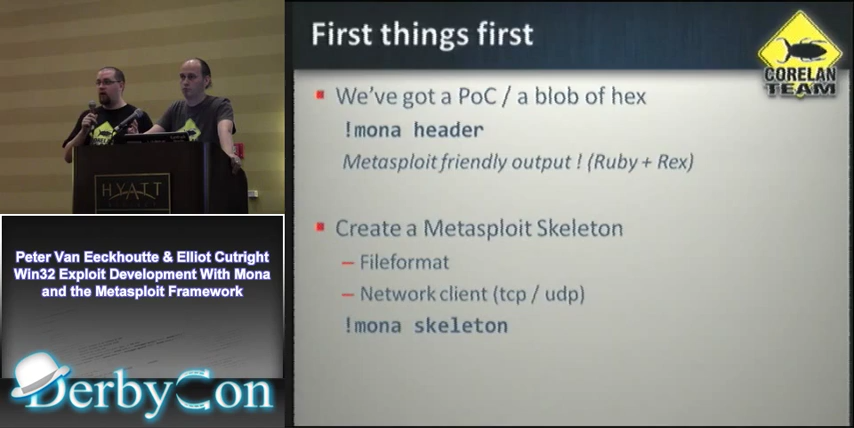 First things first
CORELAN
TEAM
We've got a PoC / a blob of hex
!mona header
Metasploit friendly output ! (Ruby + Rex)
Create a Metasploit Skeleton
– Fileformat
– Network client (tcp / udp)
!mona skeleton
HYATT
Peter Van Eeckhoutte & Elliot Cutright
Win32 Exploit Development With Mona
and the Metasploit Framework
DerbyCon